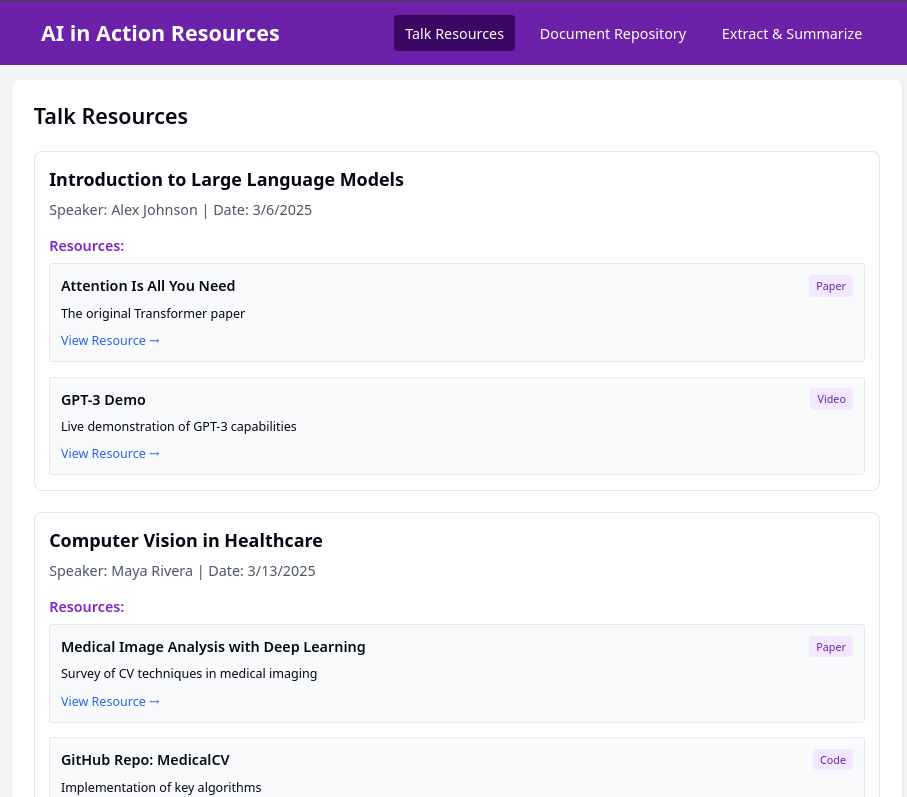 AI in Action Resources
Talk Resources
Document Repository
Extract & Summarize
Talk Resources
Introduction to Large Language Models
Speaker: Alex Johnson | Date: 3/6/2025
Resources:
Attention Is All You Need
Paper
The original Transformer paper
View Resource →
GPT-3 Demo
Video
Live demonstration of GPT-3 capabilities
View Resource →
Computer Vision in Healthcare
Speaker: Maya Rivera | Date: 3/13/2025
Resources:
Medical Image Analysis with Deep Learning
Paper
Survey of CV techniques in medical imaging
View Resource →
GitHub Repo: MedicalCV
Code
Implementation of key algorithms